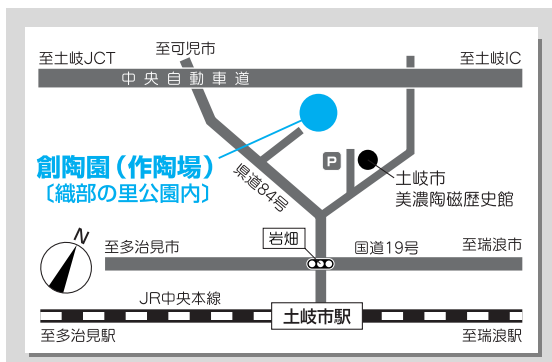 至土岐JCT
至可児市
至土岐IC
中央自動車道
創陶園(作陶場)
〔織部の里公園内〕
県道84号
P
土岐市
美濃陶磁歴史館
N
岩畑
至多治見市
国道19号
至瑞浪市
JR中央本線
土岐市駅
至多治見駅
至瑞浪駅